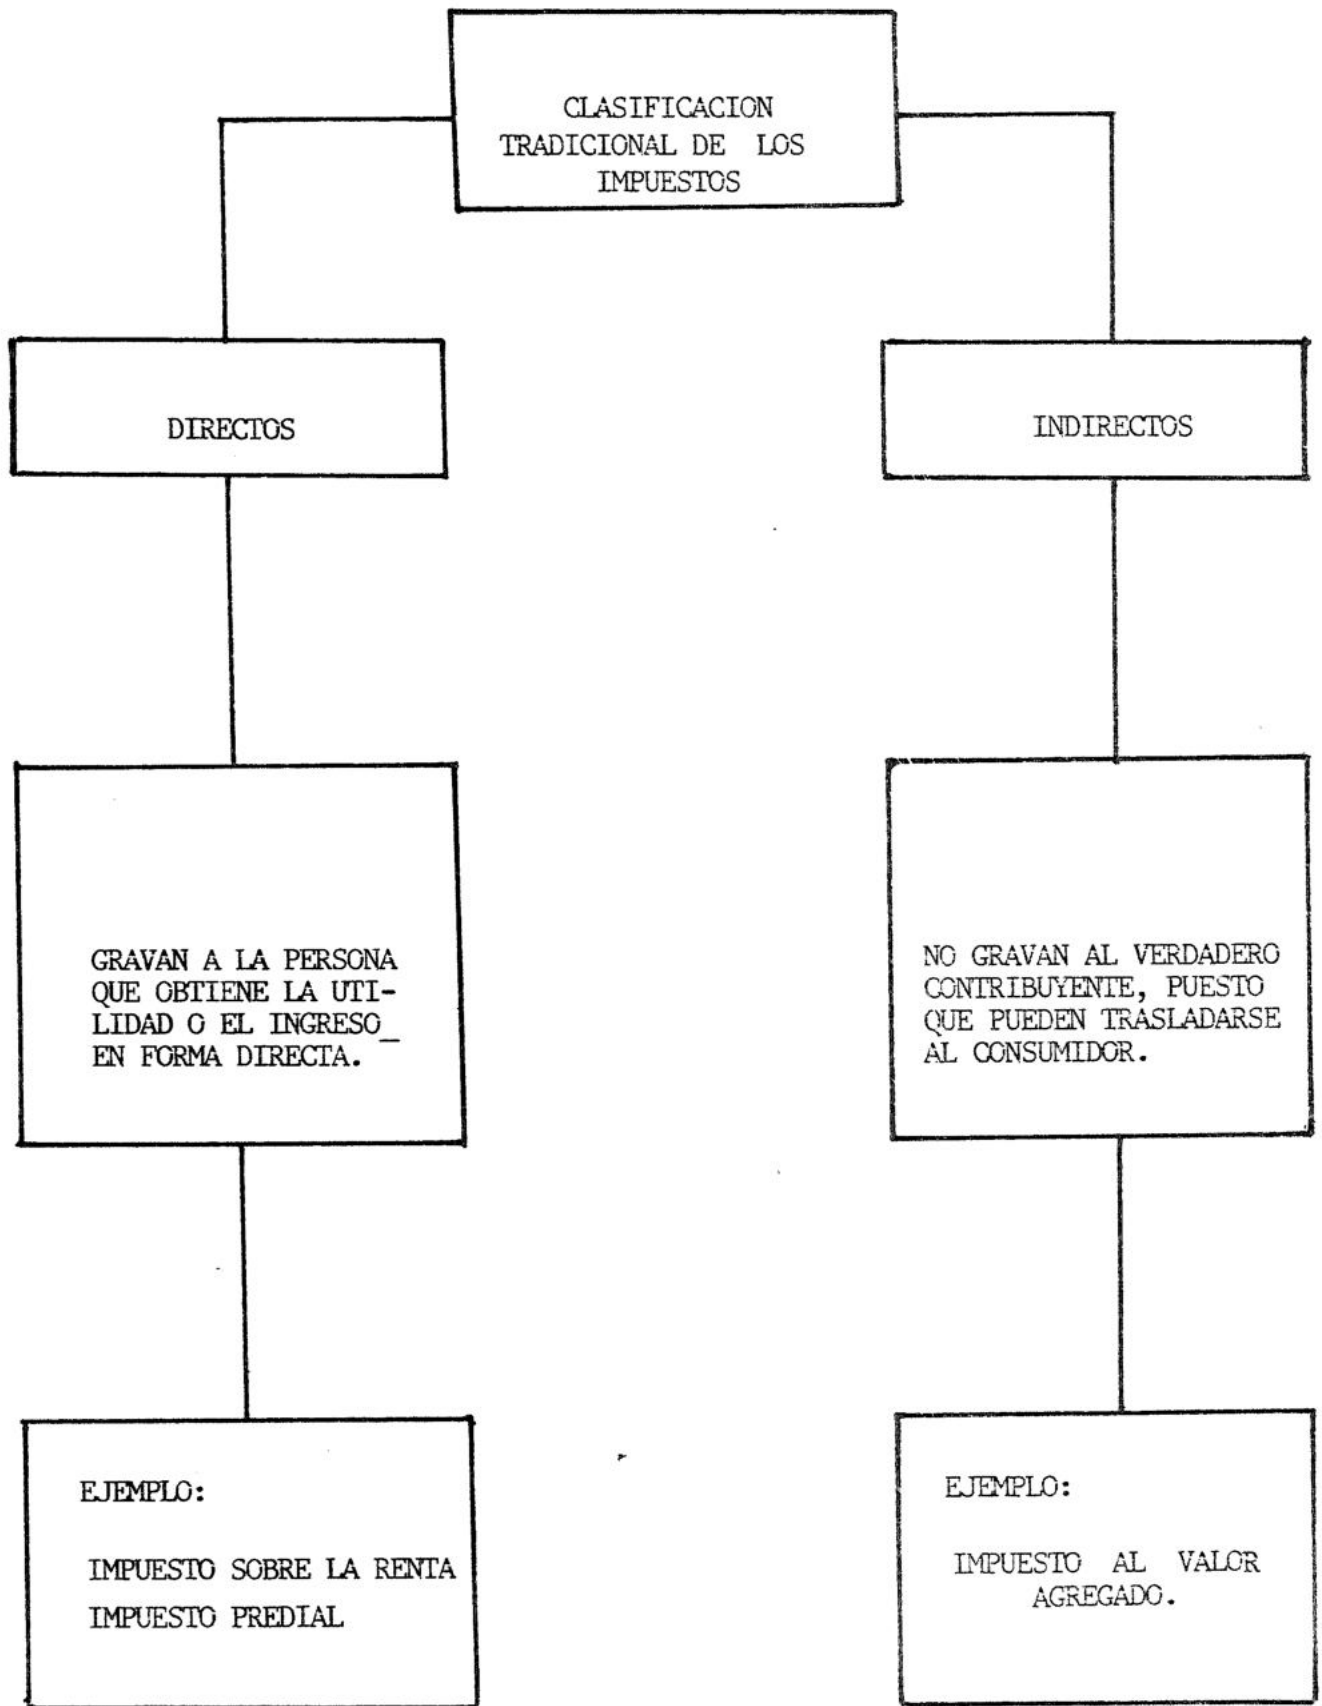 CLASIFICACION
TRADICIONAL DE LOS
IMPUESTOS
DIRECTOS
INDIRECTOS
GRAVAN A LA PERSONA
QUE OBTIENE LA UTI-
LIDAD O EL INGRESO_
EN FORMA DIRECTA.
NO GRAVAN AL VERDADERO
CONTRIBUYENTE, PUESTO
QUE PUEDEN TRASLADARSE
AL CONSUMIDOR.
EJEMPLO:
IMPUESTO SOBRE LA RENTA
IMPUESTO PREDIAL
EJEMPLO:
IMPUESTO AL VALOR
AGREGADO.